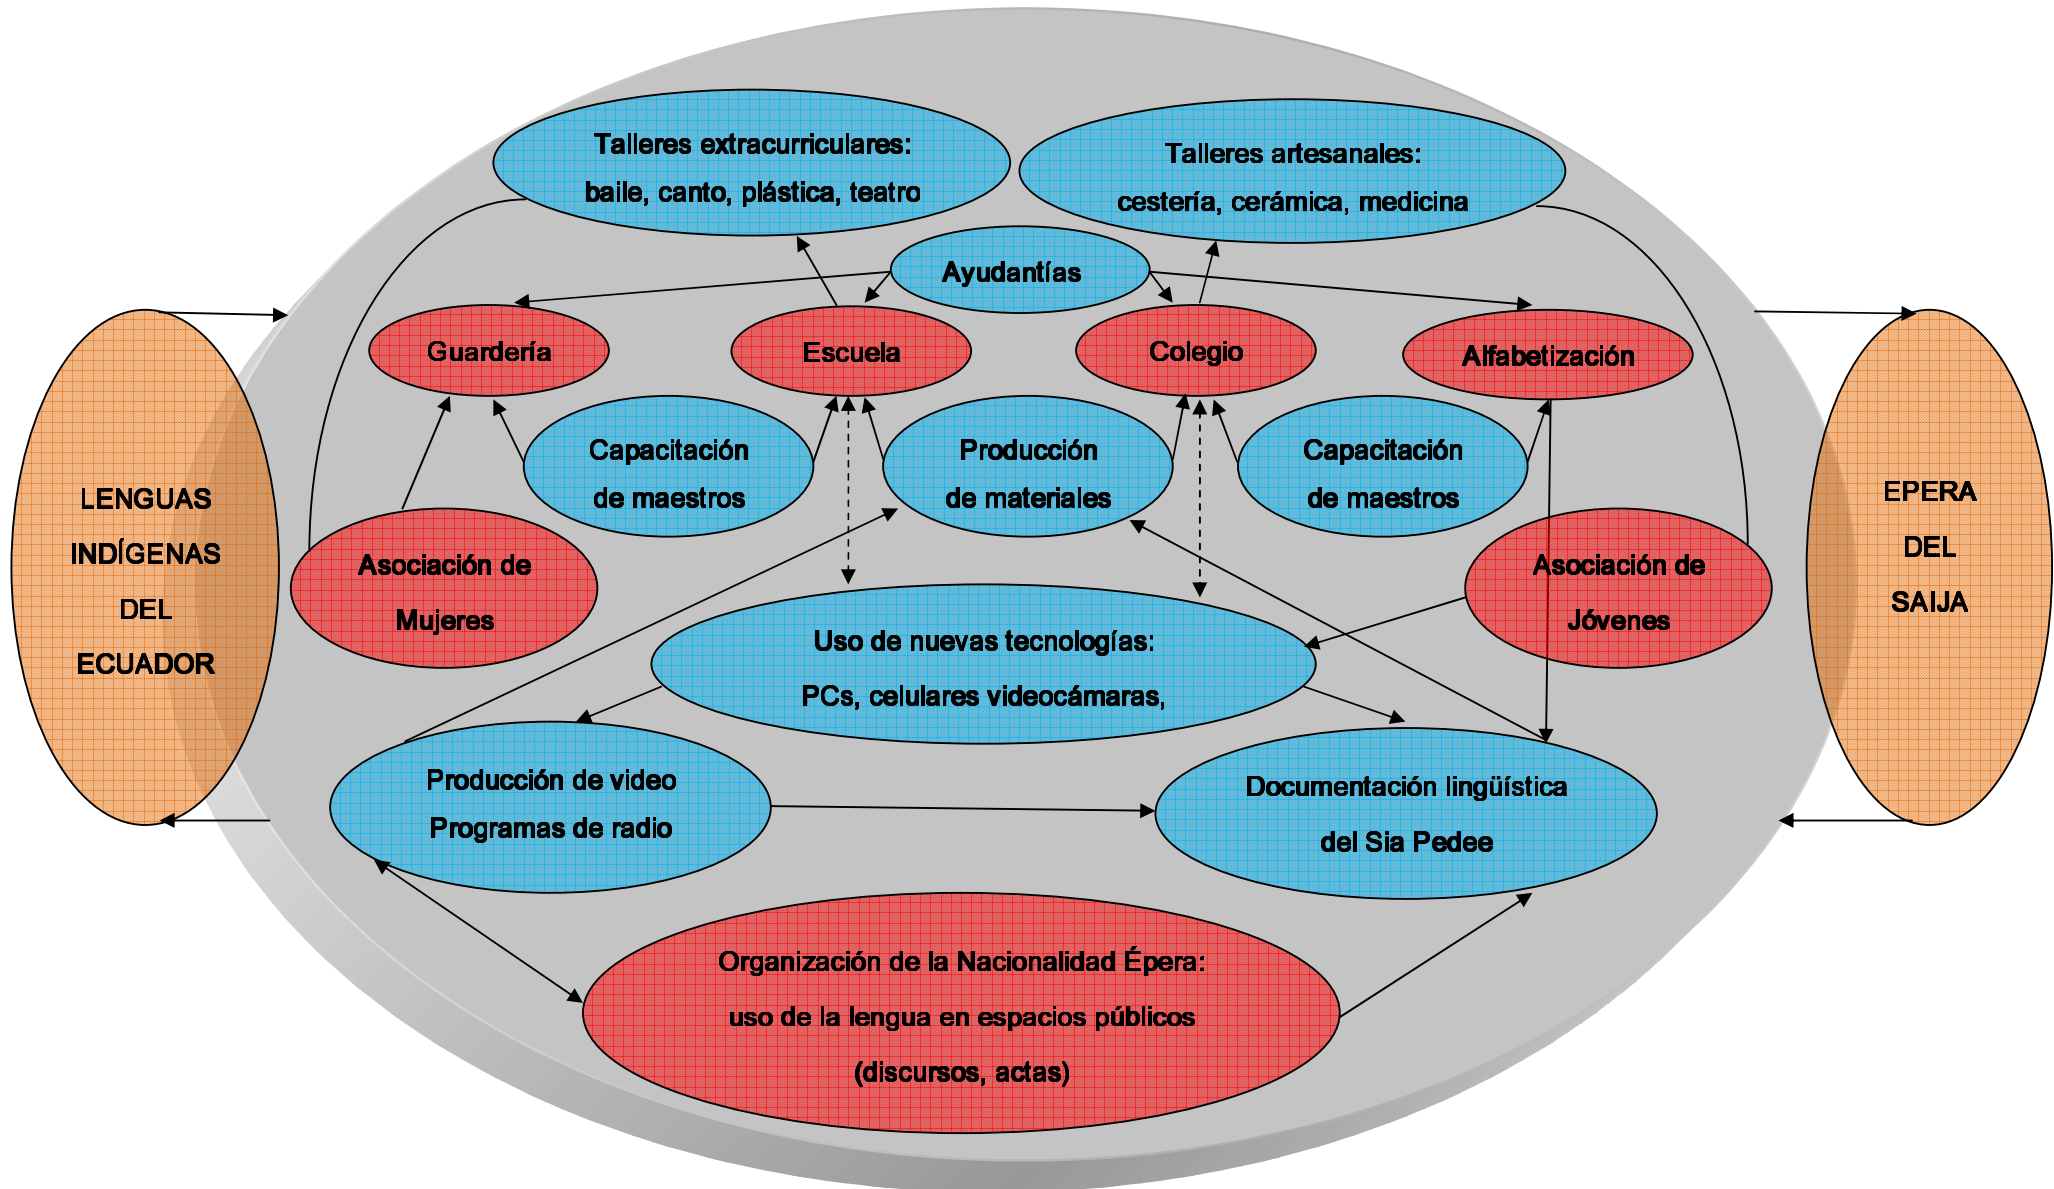 Talleres extracurriculares:
baile, canto, plástica, teatro
Talleres artesanales:
cestería, cerámica, medicina
Ayudantías
Guardería
Escuela
Colegio
Alfabetización
Capacitación
de maestros
Producción
de materiales
Capacitación
de maestros
LENGUAS
INDÍGENAS
DEL
ECUADOR
EPERA
DEL
SAIJA
Asociación de
Mujeres
Asociación de
Jóvenes
Uso de nuevas tecnologías:
PCs, celulares videocámaras,
Producción de video
Programas de radio
Documentación lingüística
del Sia Pedee
Organización de la Nacionalidad Épera:
uso de la lengua en espacios públicos
(discursos, actas)